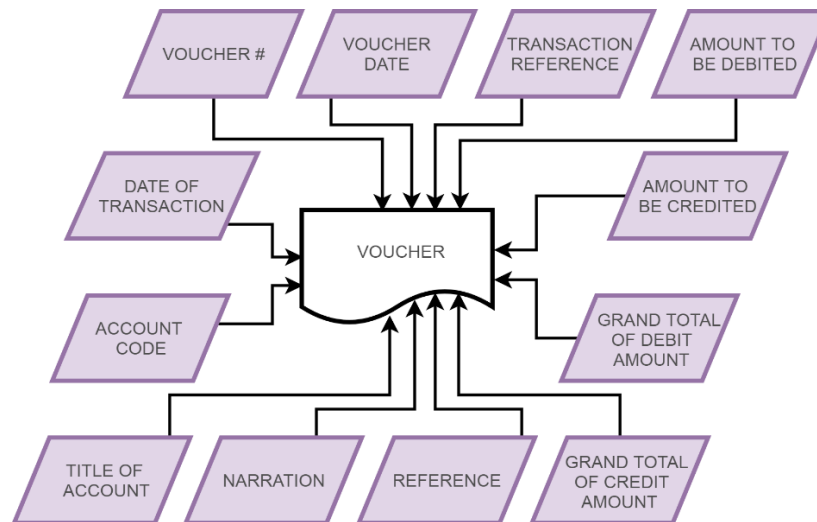 VOUCHER #
VOUCHER
DATE
TRANSACTION
REFERENCE
AMOUNT TO
BE DEBITED
DATE OF
TRANSACTION
VOUCHER
AMOUNT TO
BE CREDITED
ACCOUNT
CODE
GRAND TOTAL
OF DEBIT
AMOUNT
TITLE OF
ACCOUNT
NARRATION
REFERENCE
GRAND TOTAL
OF CREDIT
AMOUNT